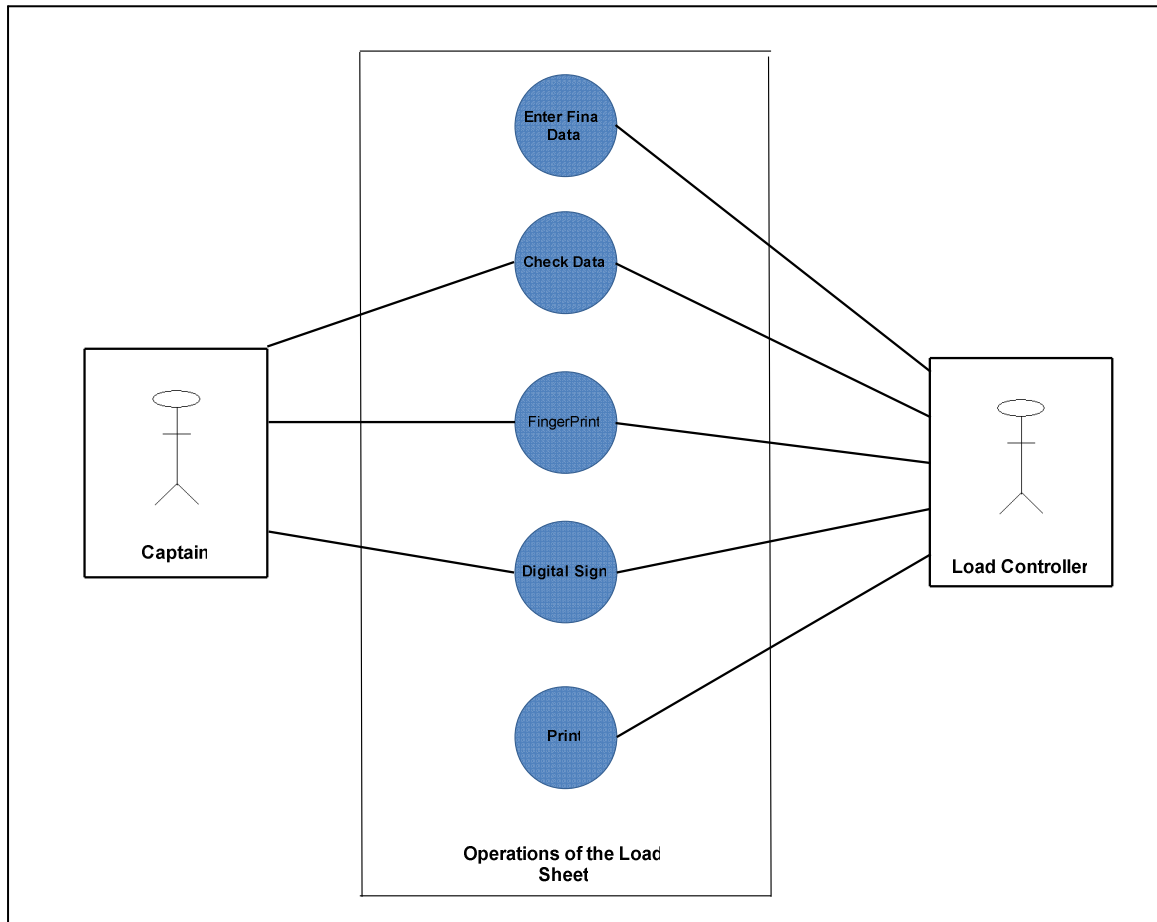 Enter Fina
Data
Check Data
FingerPrint
Captain
Digital Sign
Load Controller
Print
Operations of the Load
Sheet